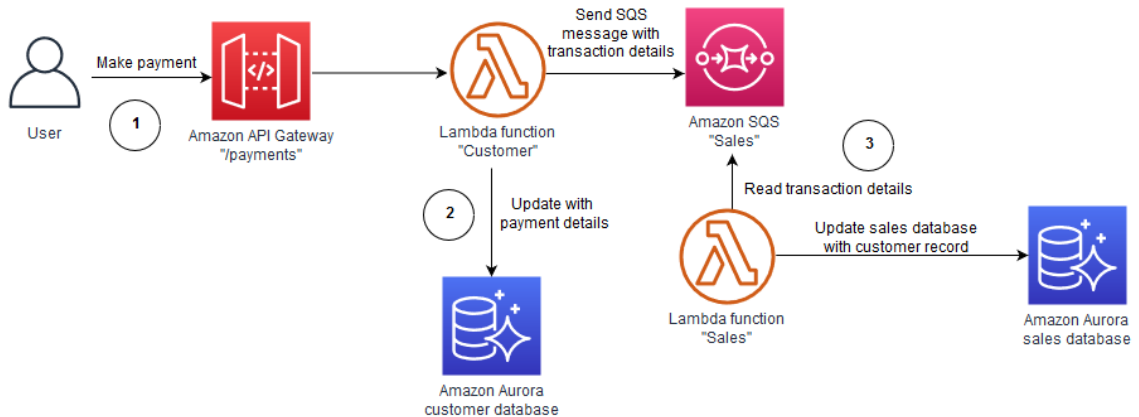 Make payment
1
User
</>
Amazon API Gateway
"/payments"
Lambda function
"Customer"
Send SQS
message with
transaction details
Amazon SQS
"Sales"
3
Read transaction details
2
Update with
payment details
Update sales database
with customer record
Lambda function
"Sales"
Amazon Aurora
sales database
Amazon Aurora
customer database